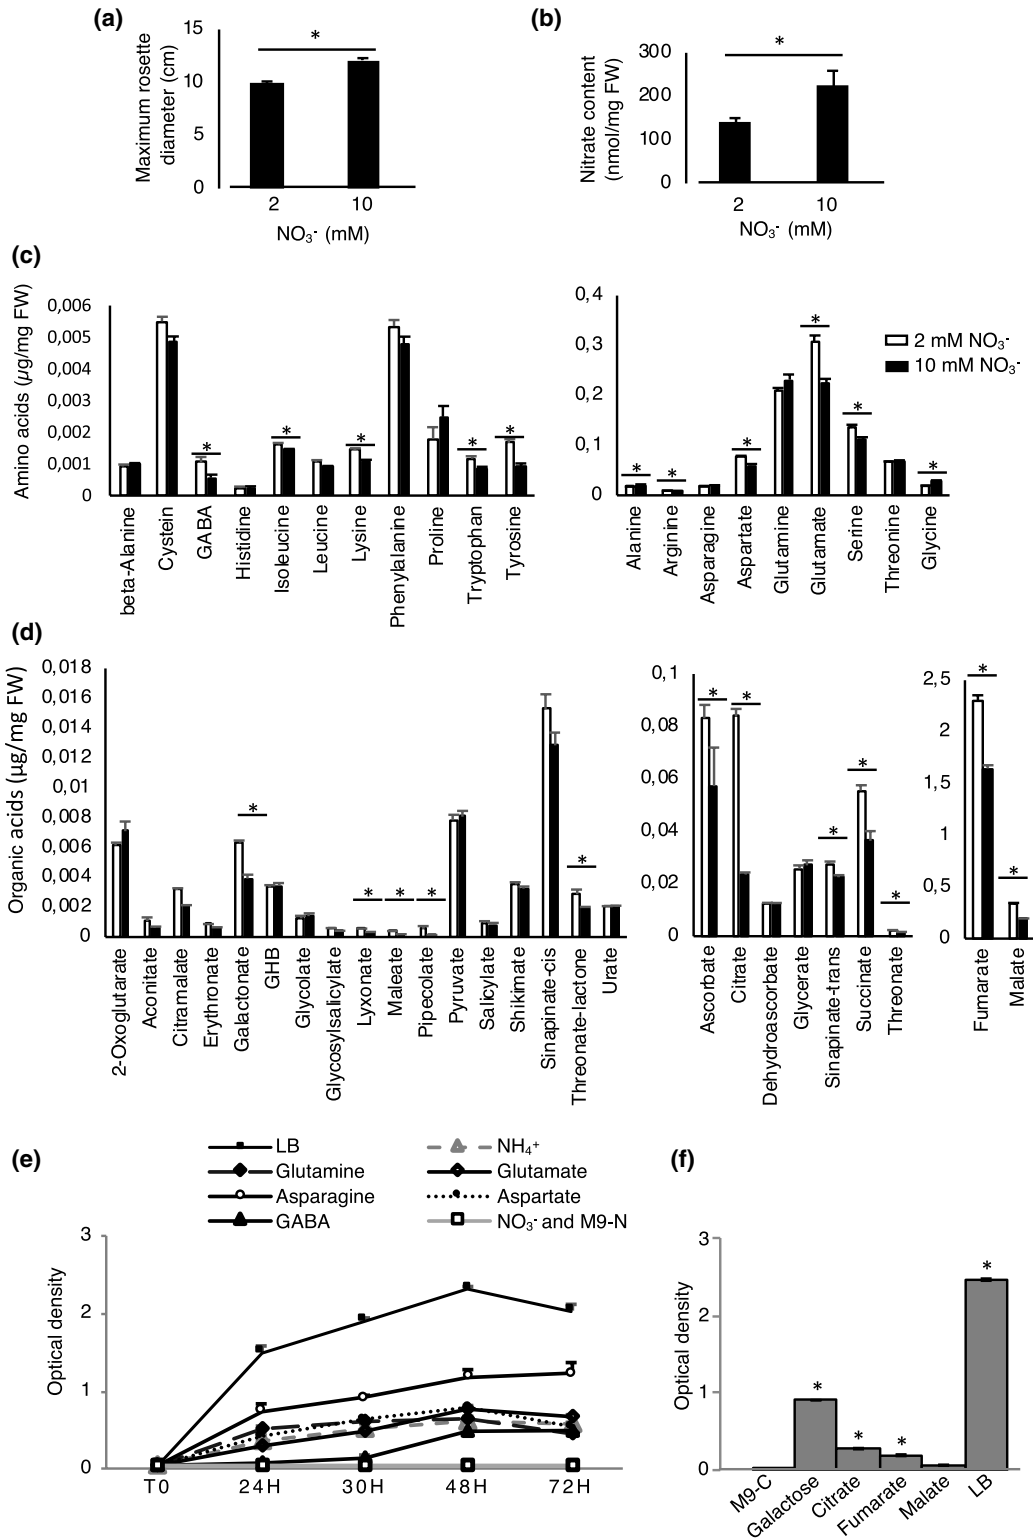 (a)
Maximum rosette
diameter (cm)
15
10
5
0
*
2 10
NO₃⁻ (mM)
(b)
Nitrate content
(nmol/mg FW)
300
200
100
0
*
2 10
NO₃⁻ (mM)
(c)
Amino acids (µg/mg FW)
0,006
0,005
0,004
0,003
0,002
0,001
0
* * * * *
beta-Alanine
Cystein
GABA
Histidine
Isoleucine
Leucine
Lysine
Phenylalanine
Proline
Tryptophan
Tyrosine
0,4
0,3
0,2
0,1
0
* * * * * *
2 mM NO₃⁻
10 mM NO₃⁻
Alanine
Arginine
Asparagine
Aspartate
Glutamine
Glutamate
Serine
Threonine
Glycine
(d)
Organic acids (µg/mg FW)
0,018
0,016
0,014
0,012
0,01
0,008
0,006
0,004
0,002
0
* * * * *
2-Oxoglutarate
Aconitate
Citramalate
Erythronate
Galactonate
GHB
Glycolate
Glycosylsalicylate
Lyxonate
Maleate
Pipecolate
Pyruvate
Salicylate
Shikimate
Sinapinate-cis
Threonate-lactone
Urate
0,1
0,08
0,06
0,04
0,02
0
* * * * *
Ascorbate
Citrate
Dehydroascorbate
Glycerate
Sinapinate-trans
Succinate
Threonate
2,5
2
1,5
1
0,5
0
* *
Fumarate
Malate
(e)
LB
NH₄⁺
Glutamine
Glutamate
Asparagine
Aspartate
GABA
NO₃⁻ and M9-N
Optical density
3
2
1
0
T0 24H 30H 48H 72H
(f)
Optical density
3
2
1
0
* * * *
M9-C
Galactose
Citrate
Fumarate
Malate
LB